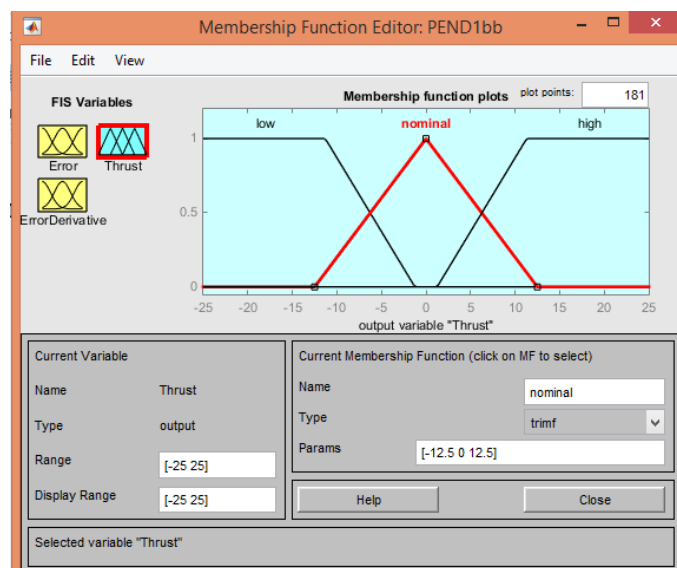 Membership Function Editor: PEND1bb
File Edit View
FIS Variables
Membership function plots plot points: 181
low nominal high
Error Thrust
ErrorDerivative
1
0.5
0
-25 -20 -15 -10 -5 0 5 10 15 20 25
output variable "Thrust"
Current Variable
Name Thrust
Type output
Range [-25 25]
Display Range [-25 25]
Current Membership Function (click on MF to select)
Name nominal
Type trimf
Params [-12.5 0 12.5]
Help Close
Selected variable "Thrust"